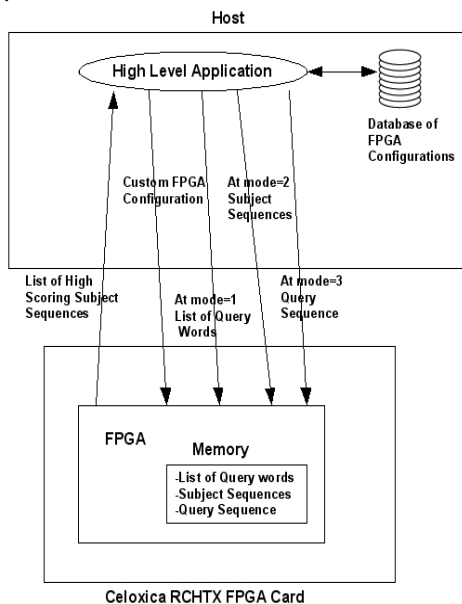 Host
High Level Application
Database of
FPGA
Configurations
Custom FPGA
Configuration
At mode=2
Subject
Sequences
List of High
Scoring Subject
Sequences
At mode=1
List of Query
Words
At mode=3
Query
Sequence
FPGA
Memory
-List of Query words
-Subject Sequences
-Query Sequence
Celoxica RCHTX FPGA Card